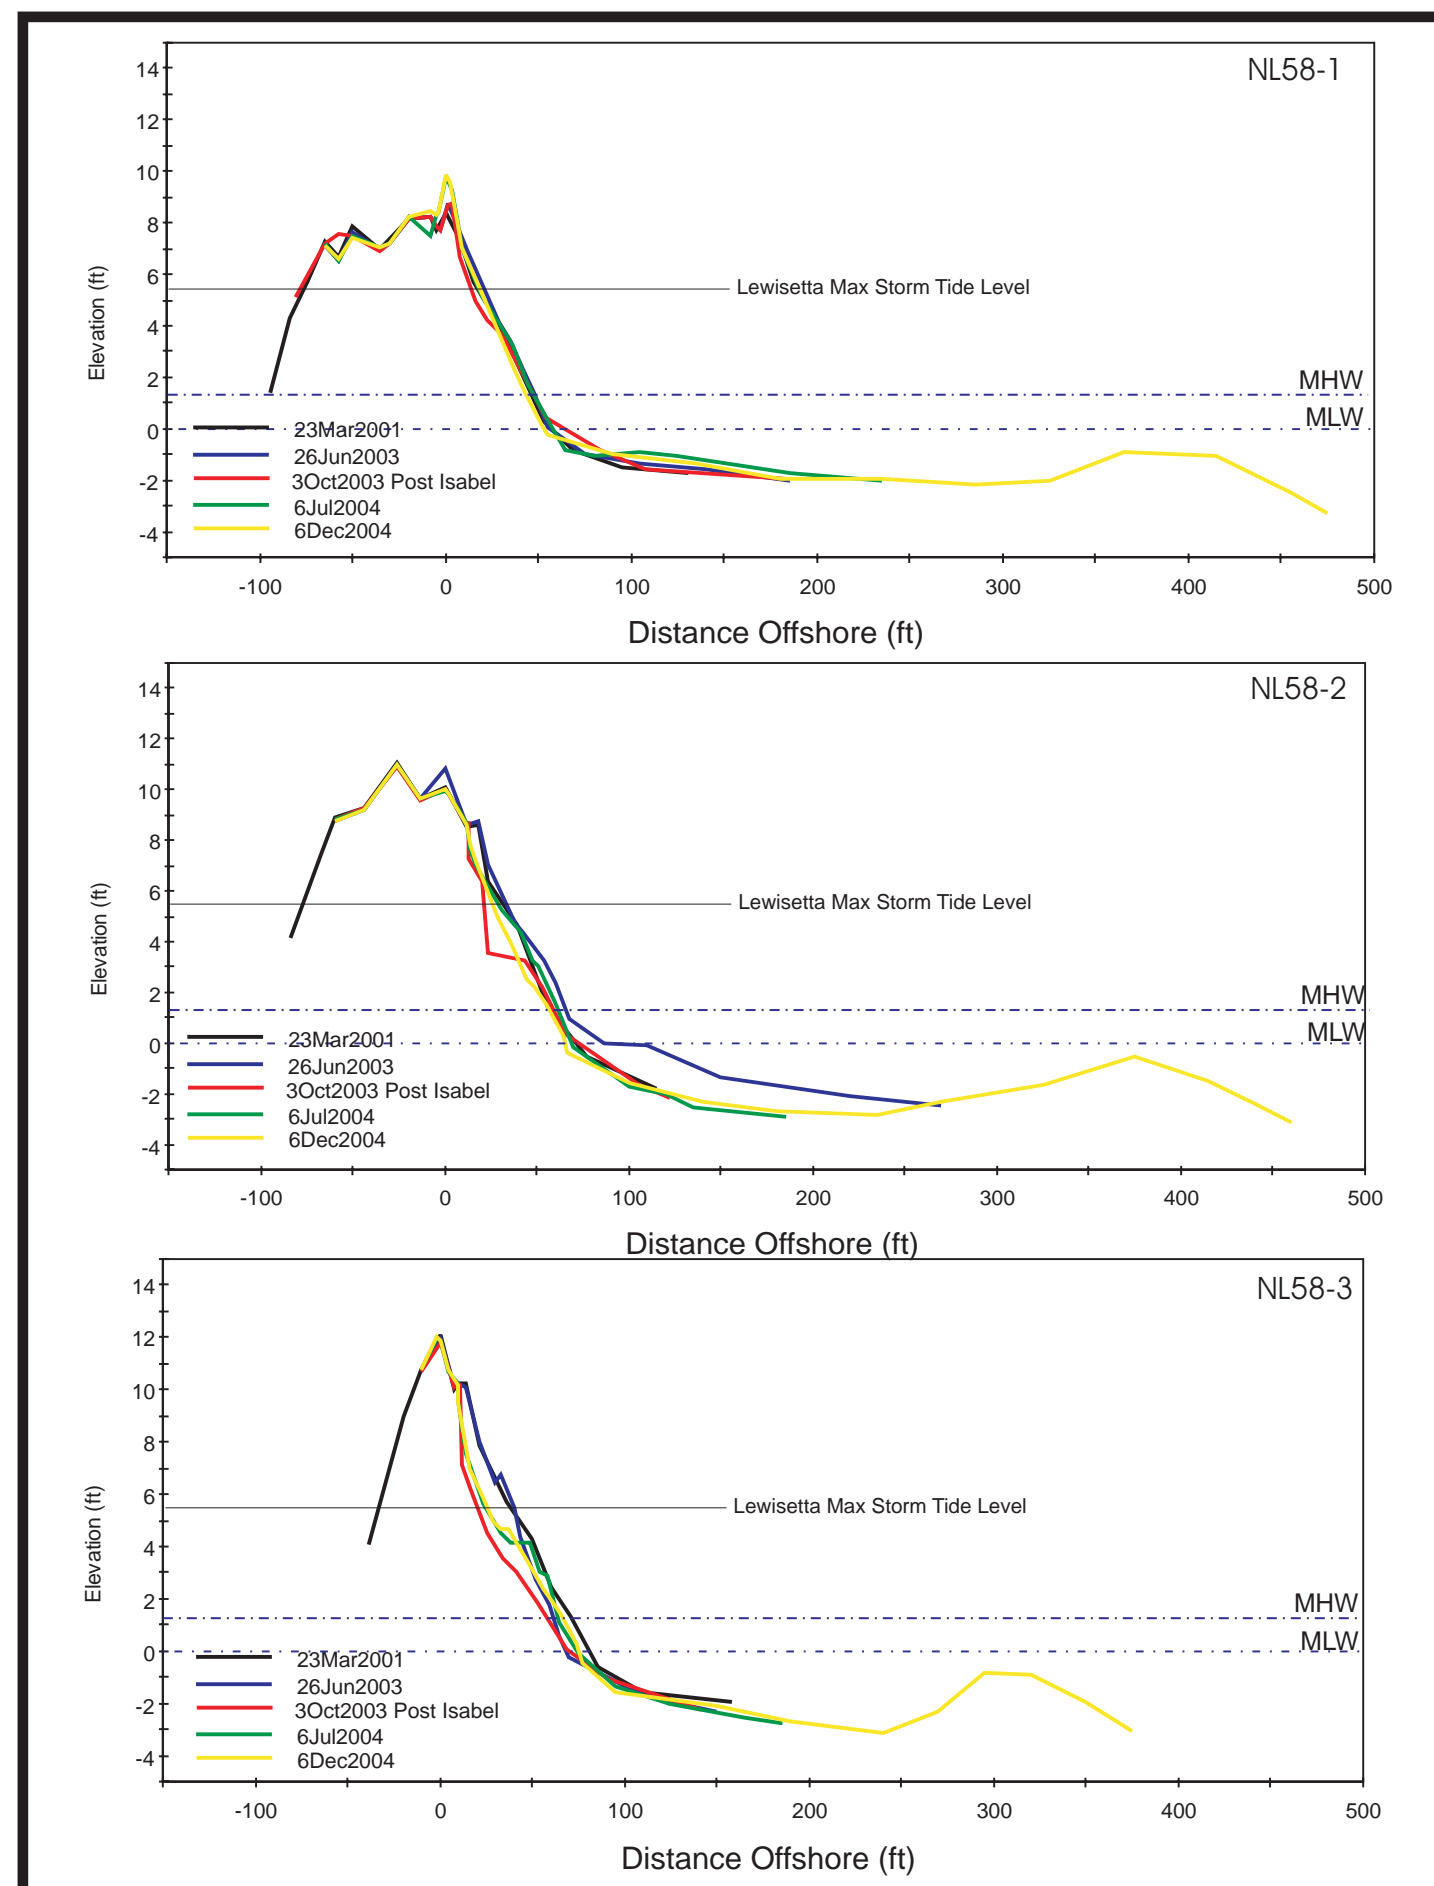 NL58-1
14
12
10
8
6
4
2
0
-2
-4
Elevation (ft)
Lewisetta Max Storm Tide Level
MHW
MLW
23Mar2001
26Jun2003
3Oct2003 Post Isabel
6Jul2004
6Dec2004
-100 0 100 200 300 400 500
Distance Offshore (ft)
NL58-2
14
12
10
8
6
4
2
0
-2
-4
Elevation (ft)
Lewisetta Max Storm Tide Level
MHW
MLW
23Mar2001
26Jun2003
3Oct2003 Post Isabel
6Jul2004
6Dec2004
-100 0 100 200 300 400 500
Distance Offshore (ft)
NL58-3
14
12
10
8
6
4
2
0
-2
-4
Elevation (ft)
Lewisetta Max Storm Tide Level
MHW
MLW
23Mar2001
26Jun2003
3Oct2003 Post Isabel
6Jul2004
6Dec2004
-100 0 100 200 300 400 500
Distance Offshore (ft)